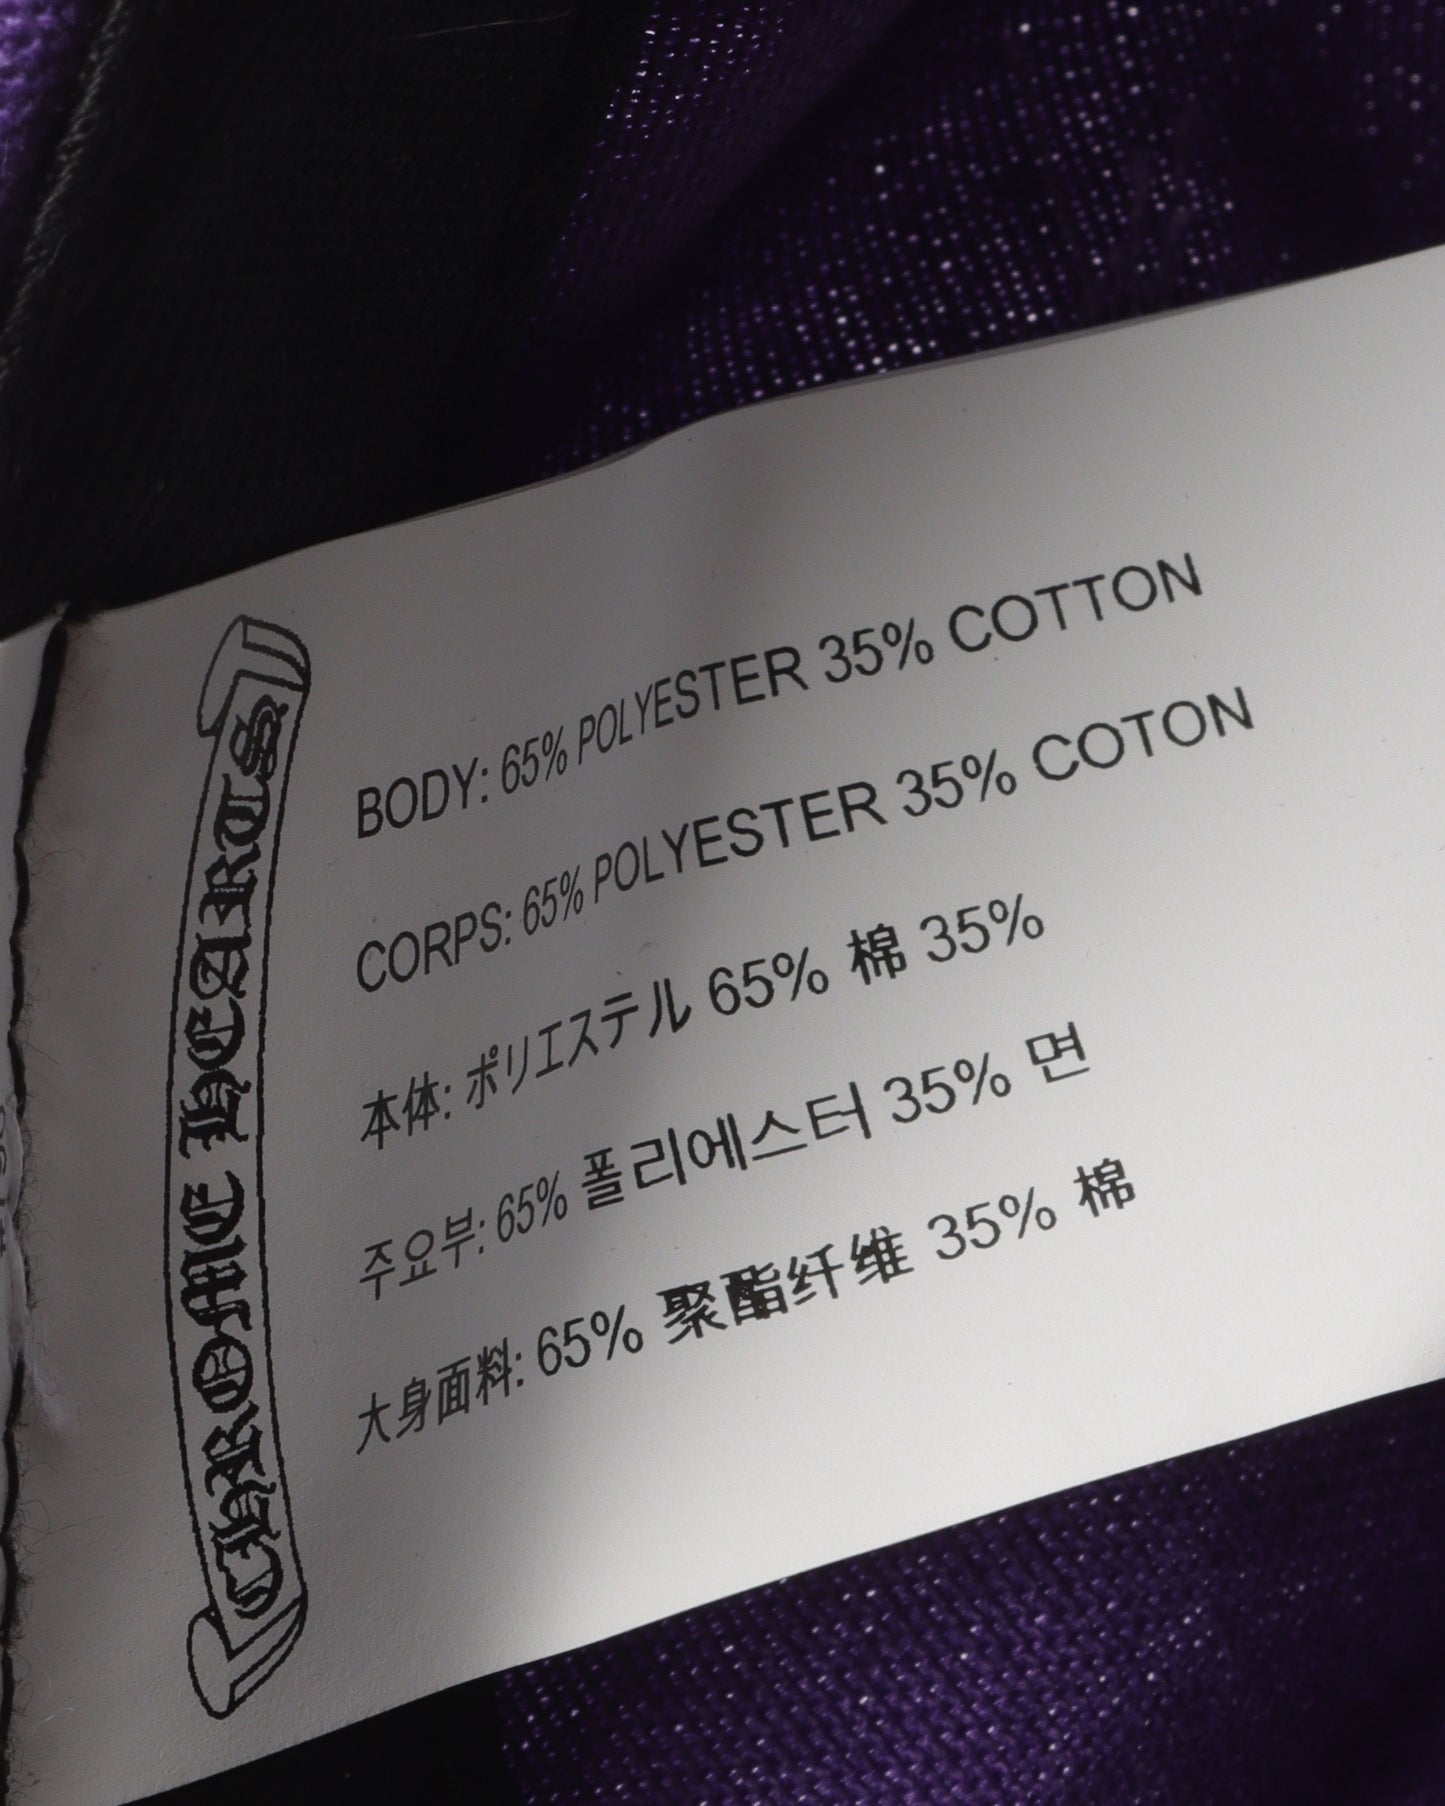 CHROME HEARTS
BODY: 65% POLYESTER 35% COTTON
CORPS: 65% POLYESTER 35% COTON
本体: ポリエステル 65% 棉 35%
주요부: 65% 폴리에스터 35% 면
大身面料: 65% 聚酯纤维 35% 棉